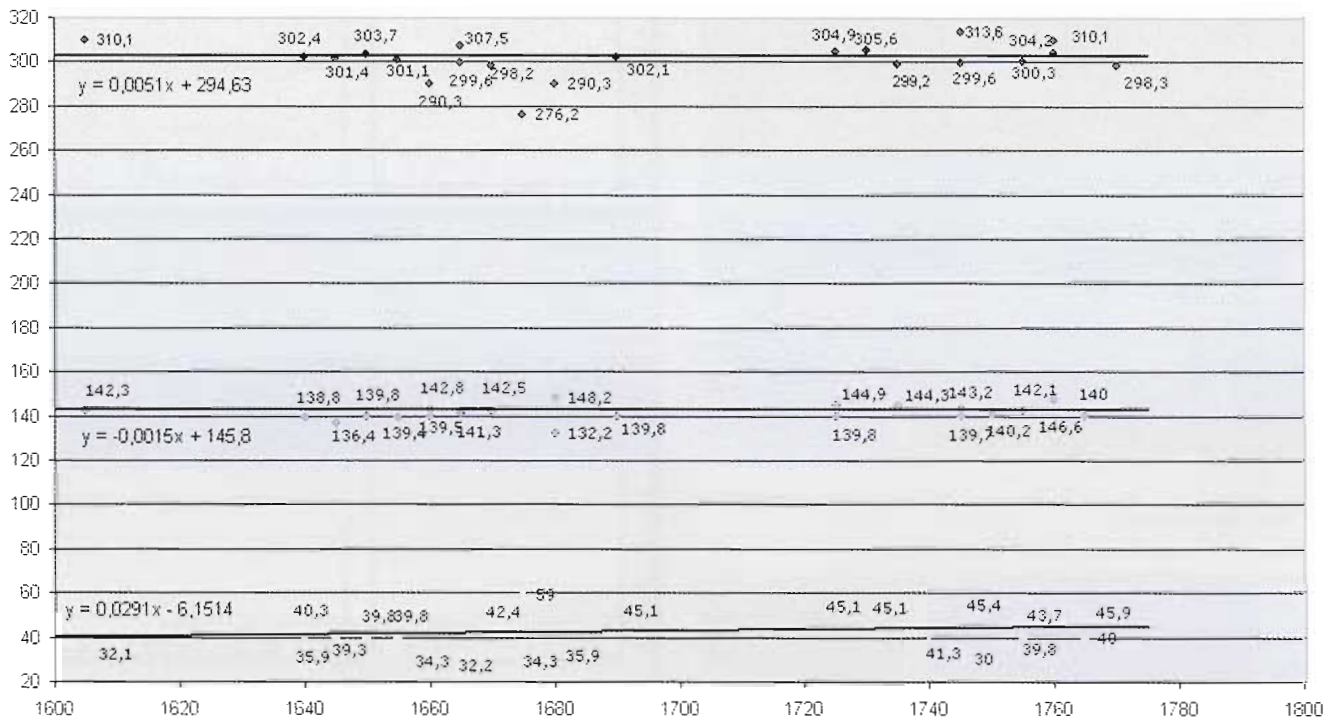 320
310,1 302,4 303,7 307,5 304,9 305,6 313,6 304,2 310,1
300
301,4 301,1 299,6 298,2 302,1 299,2 299,6 300,3 298,3
y = 0,0051x + 294,63
290,3 290,3
280
276,2
260
240
220
200
180
160
142,3 138,8 139,8 142,8 142,5 148,2 144,9 144,3 143,2 142,1 140
140
y = -0,0015x + 145,8
136,4 139,4 139,5 141,3 132,2 139,8 139,8 139,7 140,2 146,6
120
100
80
60
59
y = 0,0291x - 6,1514
40,3 39,8 39,8 42,4 45,1 45,1 45,1 45,4 43,7 45,9
40
40
32,1 35,9 39,3 34,3 32,2 34,3 35,9 41,3 30 39,8
20
1600 1620 1640 1660 1680 1700 1720 1740 1760 1780 1800